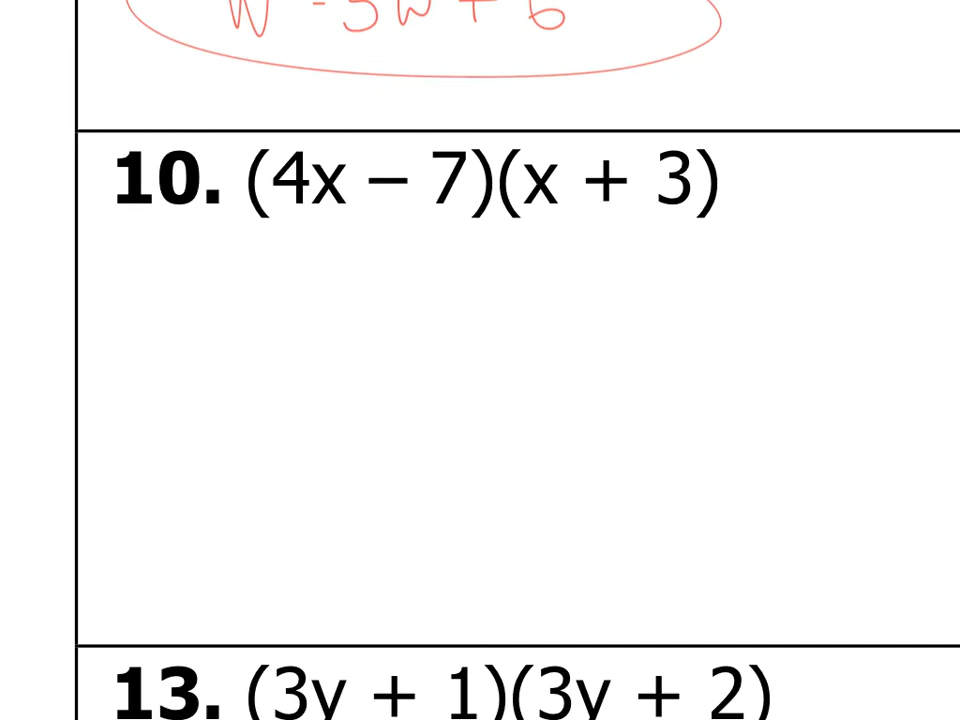 10. (4x – 7)(x + 3)
13. (3y + 1)(3y + 2)